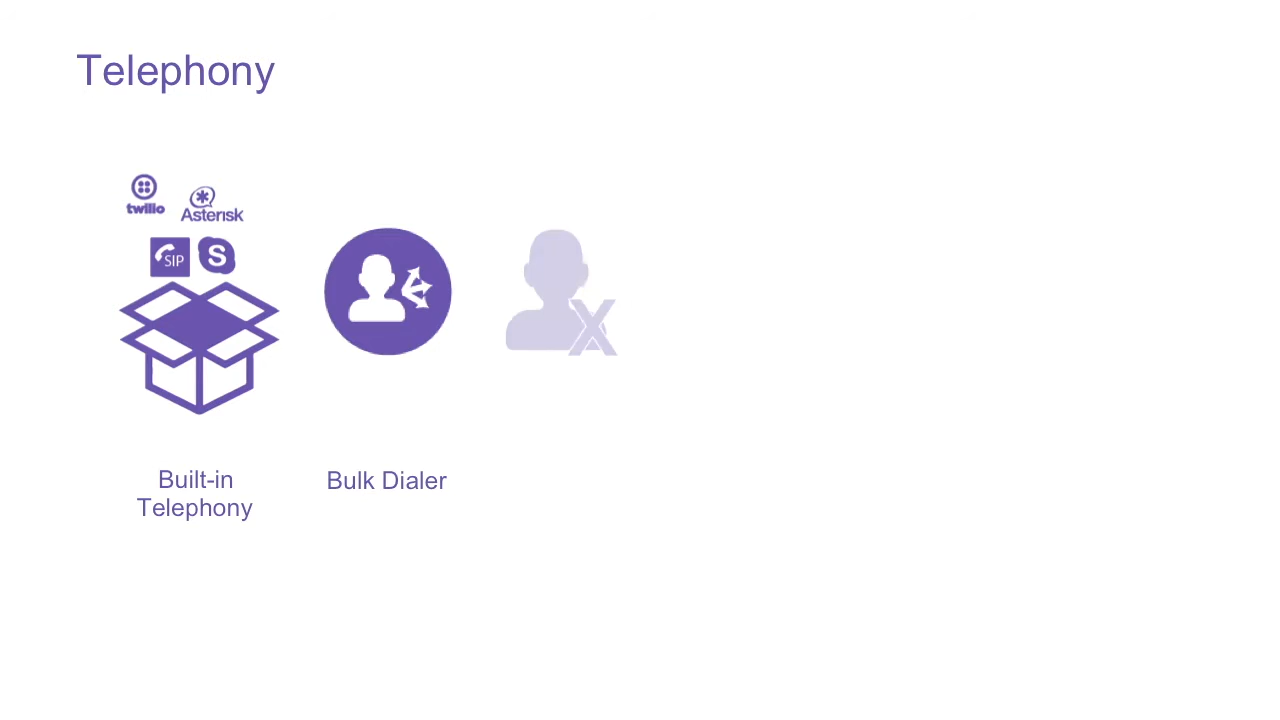 Telephony
twilio
Asterisk
SIP
S
Built-in
Telephony
Bulk Dialer
X